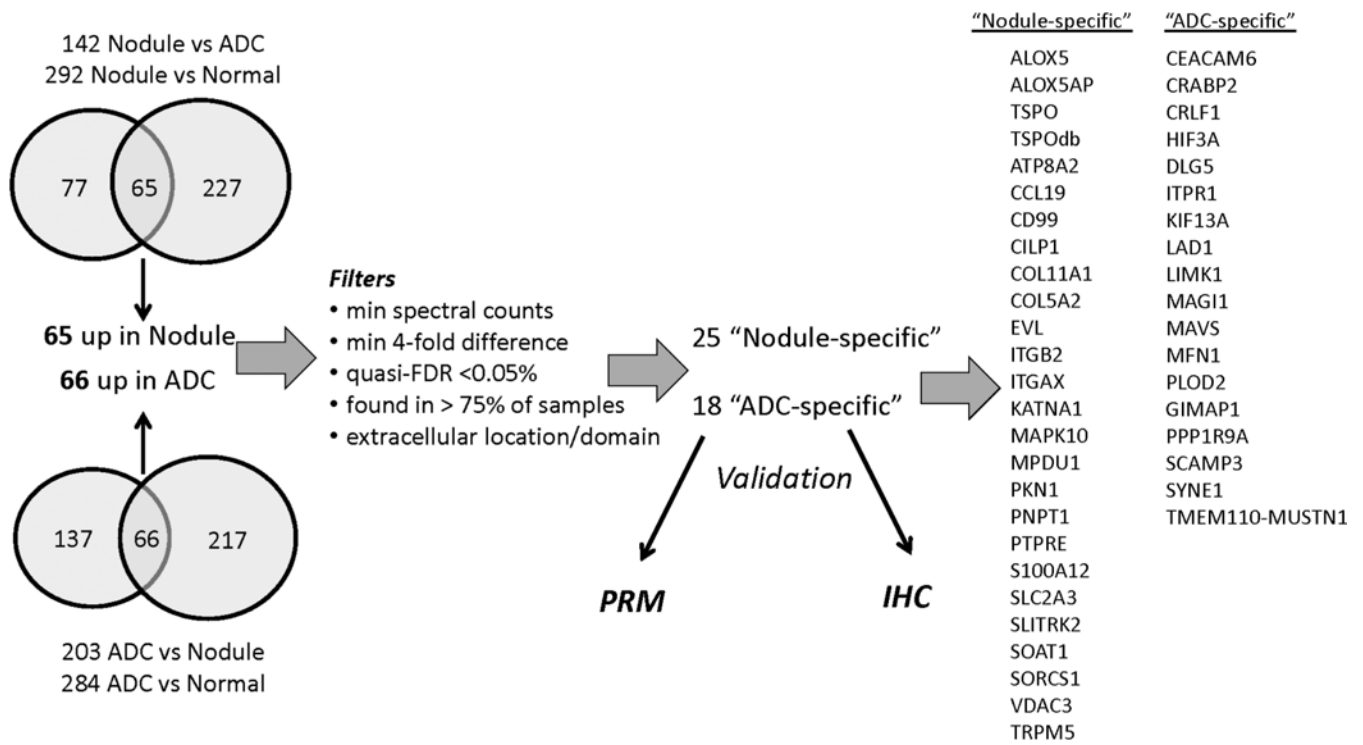 142 Nodule vs ADC
292 Nodule vs Normal
77
65
227
65 up in Nodule
66 up in ADC
137
66
217
203 ADC vs Nodule
284 ADC vs Normal
Filters
• min spectral counts
• min 4-fold difference
• quasi-FDR <0.05%
• found in > 75% of samples
• extracellular location/domain
25 “Nodule-specific”
18 “ADC-specific”
Validation
PRM
IHC
“Nodule-specific”
ALOX5
ALOX5AP
TSPO
TSPOdb
ATP8A2
CCL19
CD99
CILP1
COL11A1
COL5A2
EVL
ITGB2
ITGAX
KATNA1
MAPK10
MPDU1
PKN1
PNPT1
PTPRE
S100A12
SLC2A3
SLITRK2
SOAT1
SORCS1
VDAC3
TRPM5
“ADC-specific”
CEACAM6
CRABP2
CRLF1
HIF3A
DLG5
ITPR1
KIF13A
LAD1
LIMK1
MAGI1
MAVS
MFN1
PLOD2
GIMAP1
PPP1R9A
SCAMP3
SYNE1
TMEM110-MUSTN1